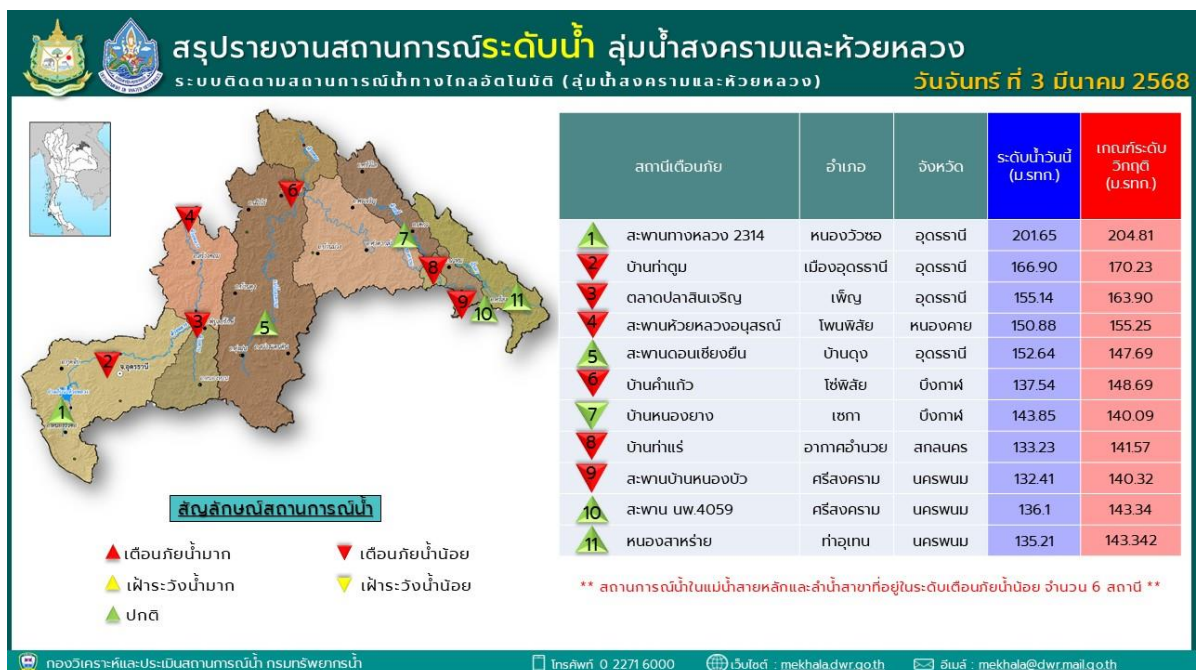 สรุปรายงานสถานการณ์ระดับน้ำ ลุ่มน้ำสงครามและห้วยหลวง
ระบบติดตามสถานการณ์น้ำทางไกลอัตโนมัติ (ลุ่มน้ำสงครามและห้วยหลวง)
วันจันทร์ ที่ 3 มีนาคม 2568
สถานีเตือนภัย อำเภอ จังหวัด ระดับน้ำวันนี้ (ม.รทก.) เกณฑ์ระดับวิกฤติ (ม.รทก.)
1 สะพานทางหลวง 2314 หนองวัวซอ อุดรธานี 201.65 204.81
2 บ้านท่าตูม เมืองอุดรธานี อุดรธานี 166.90 170.23
3 ตลาดปลาสินเจริญ เพ็ญ อุดรธานี 155.14 163.90
4 สะพานห้วยหลวงอนุสรณ์ โพนพิสัย หนองคาย 150.88 155.25
5 สะพานดอนเชียงยืน บ้านดุง อุดรธานี 152.64 147.69
6 บ้านคำแก้ว โซ่พิสัย บึงกาฬ 137.54 148.69
7 บ้านหนองยาง เซกา บึงกาฬ 143.85 140.09
8 บ้านท่าแร่ อากาศอำนวย สกลนคร 133.23 141.57
9 สะพานบ้านหนองบัว ศรีสงคราม นครพนม 132.41 140.32
10 สะพาน นพ.4059 ศรีสงคราม นครพนม 136.1 143.34
11 หนองสาหร่าย ท่าอุเทน นครพนม 135.21 143.342
** สถานการณ์น้ำในแม่น้ำสายหลักและลำน้ำสาขาที่อยู่ในระดับเตือนภัยน้ำน้อย จำนวน 6 สถานี **
4
6
7
8
9
10
11
3
5
2
จ.อุดรธานี
1
สัญลักษณ์สถานการณ์น้ำ
เตือนภัยน้ำมาก
เตือนภัยน้ำน้อย
เฝ้าระวังน้ำมาก
เฝ้าระวังน้ำน้อย
ปกติ
กองวิเคราะห์และประเมินสถานการณ์น้ำ กรมทรัพยากรน้ำ
โทรศัพท์ 0 2271 6000
เว็บไซต์ : mekhala.dwr.go.th
อีเมล์ : mekhala@dwr.mail.go.th